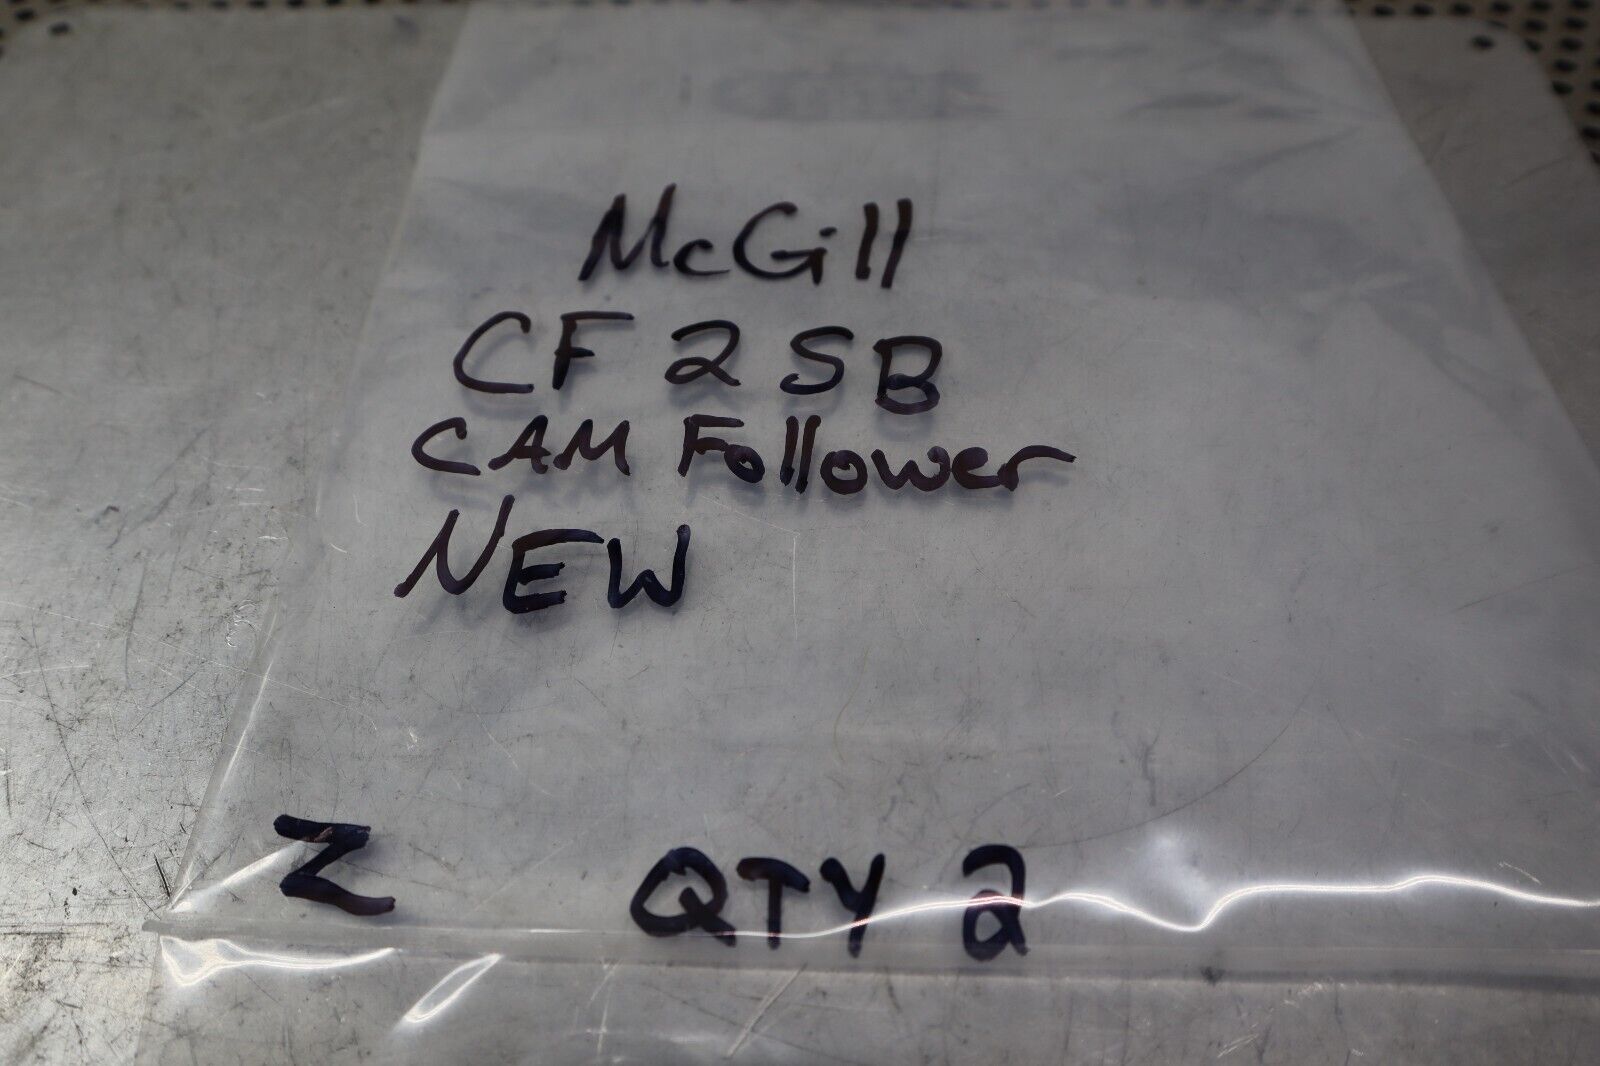 McGill
CF 2 SB
CAM Follower
NEW
Z QTY 2